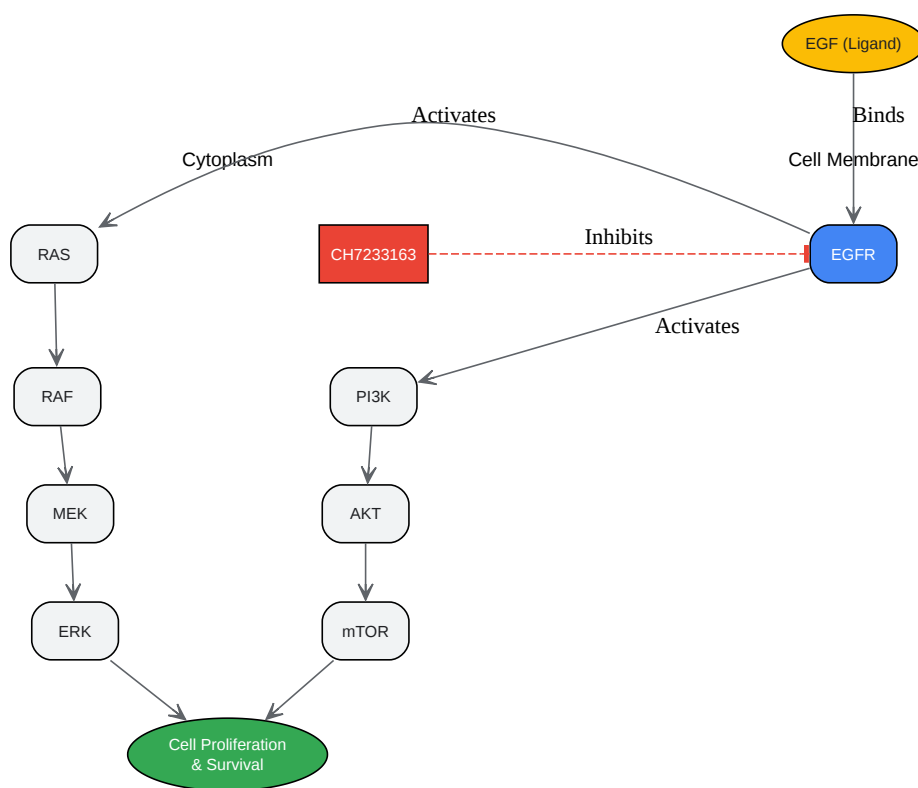 EGF (Ligand)
Activates
Binds
Cytoplasm
Cell Membrane
RAS
CH7233163
Inhibits
EGFR
Activates
RAF
PI3K
MEK
AKT
ERK
mTOR
Cell Proliferation
& Survival